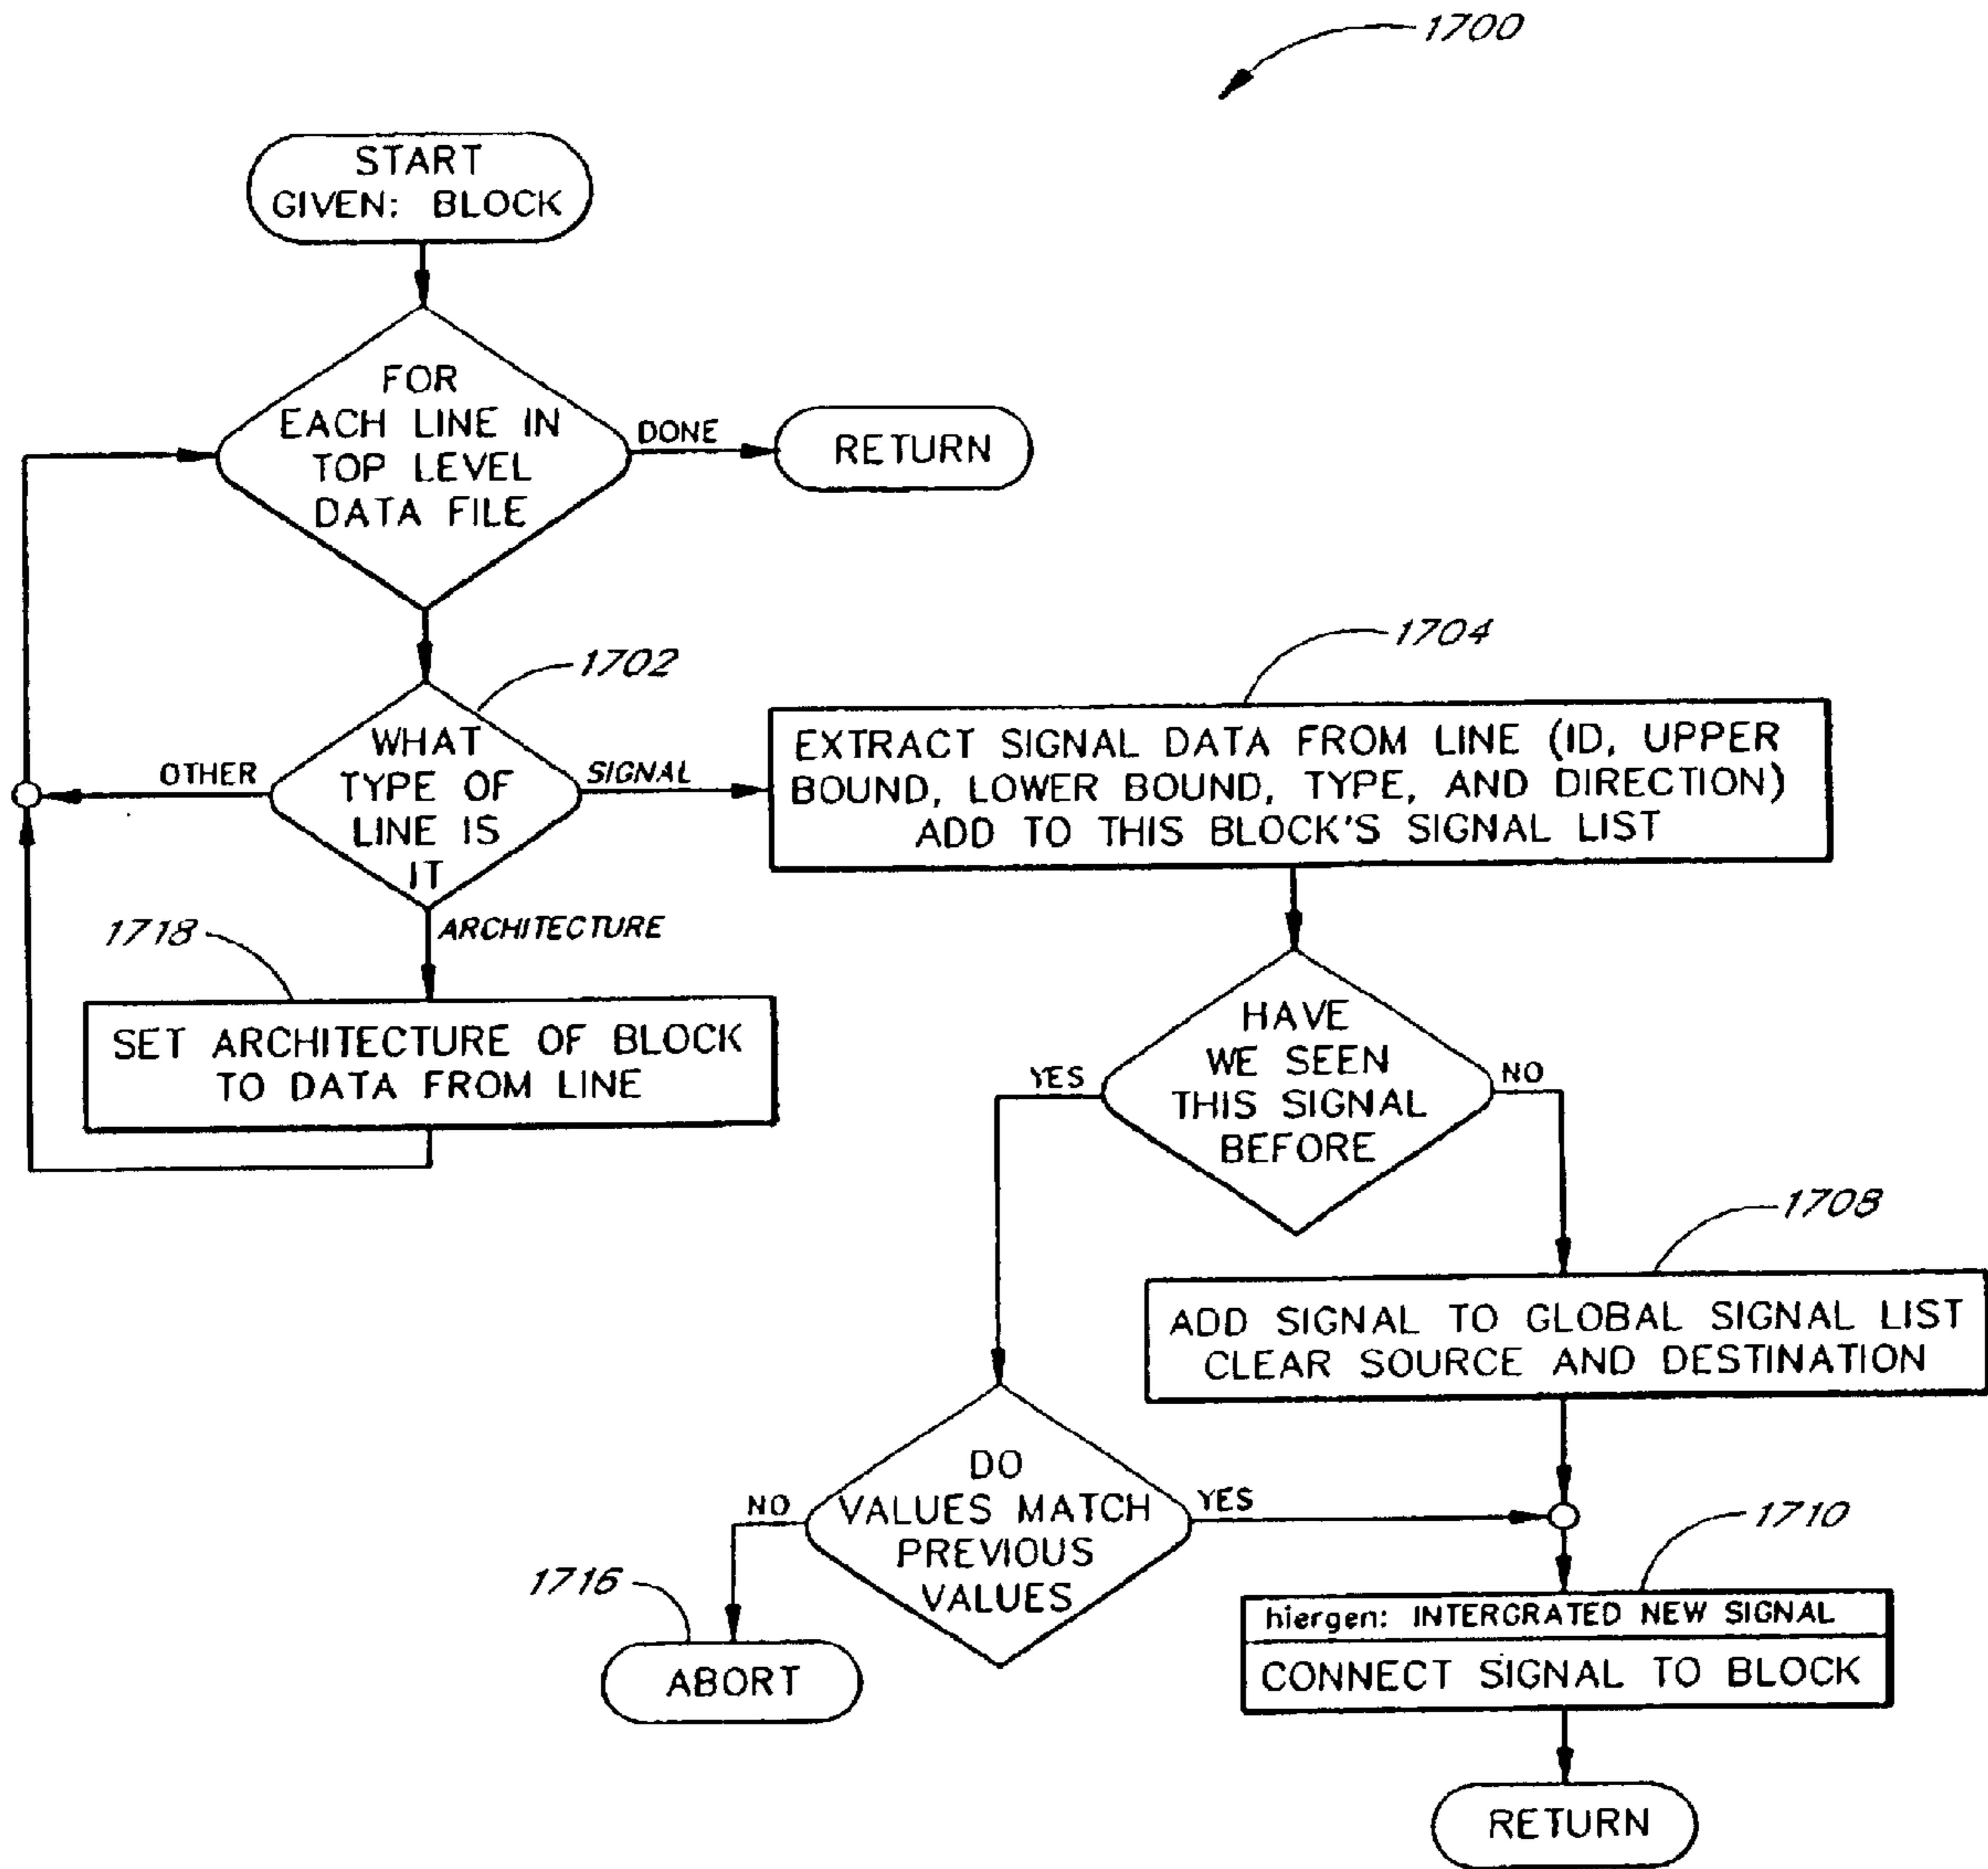 1700
START
GIVEN: BLOCK
FOR
EACH LINE IN
TOP LEVEL
DATA FILE
DONE
RETURN
1702
WHAT
TYPE OF
LINE IS
IT
OTHER
SIGNAL
ARCHITECTURE
1704
EXTRACT SIGNAL DATA FROM LINE (ID, UPPER
BOUND, LOWER BOUND, TYPE, AND DIRECTION)
ADD TO THIS BLOCK'S SIGNAL LIST
1718
SET ARCHITECTURE OF BLOCK
TO DATA FROM LINE
HAVE
WE SEEN
THIS SIGNAL
BEFORE
YES
NO
1708
ADD SIGNAL TO GLOBAL SIGNAL LIST
CLEAR SOURCE AND DESTINATION
DO
VALUES MATCH
PREVIOUS
VALUES
NO
YES
1716
ABORT
1710
hiergen: INTERGRATED NEW SIGNAL
CONNECT SIGNAL TO BLOCK
RETURN